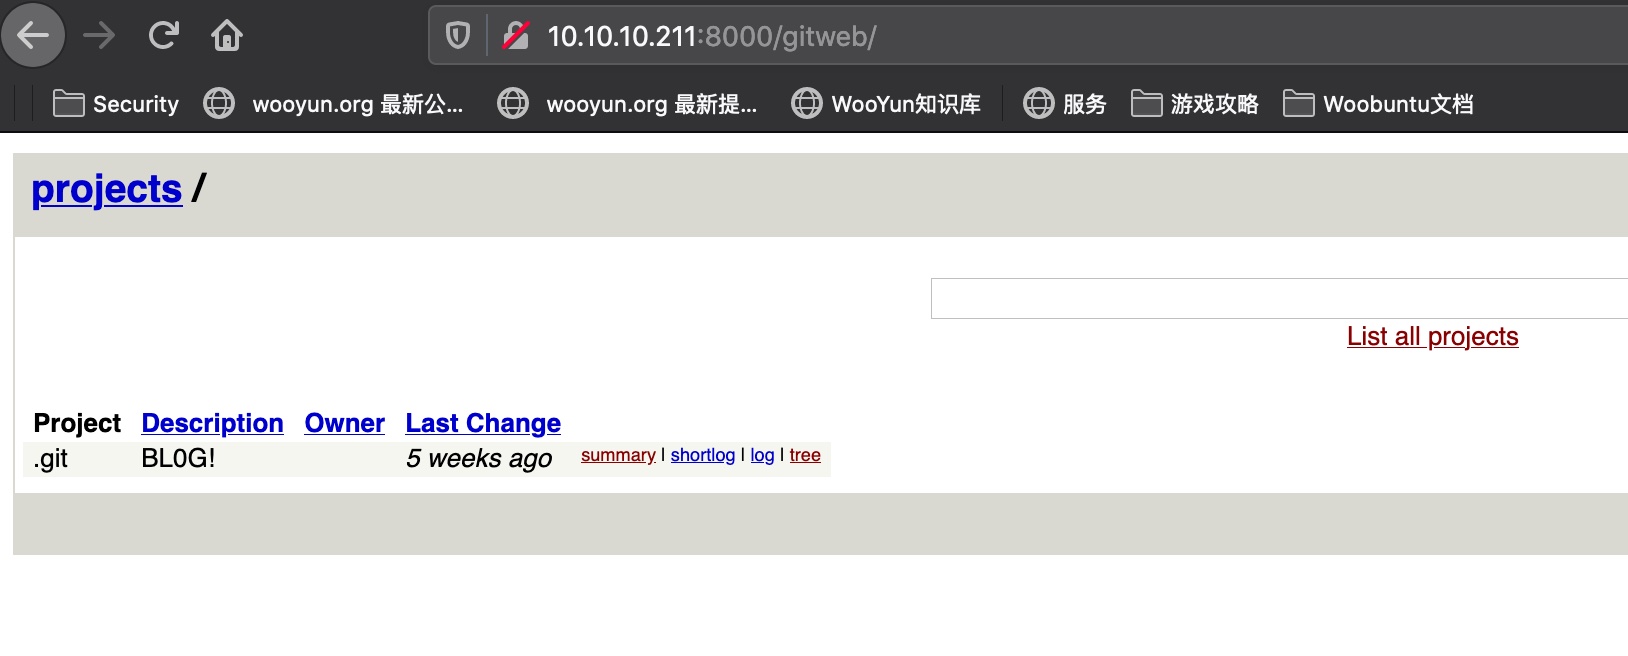 10.10.10.211:8000/gitweb/
Security wooyun.org 最新公... wooyun.org 最新提... WooYun知识库 服务 游戏攻略 Woobuntu文档
projects /
List all projects
Project Description Owner Last Change
.git BL0G! 5 weeks ago summary | shortlog | log | tree